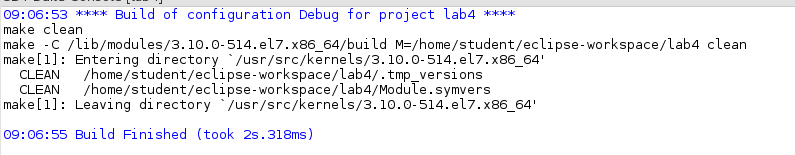 09:06:53 **** Build of configuration Debug for project lab4 ****
make clean
make -C /lib/modules/3.10.0-514.el7.x86_64/build M=/home/student/eclipse-workspace/lab4 clean
make[1]: Entering directory `/usr/src/kernels/3.10.0-514.el7.x86_64'
  CLEAN   /home/student/eclipse-workspace/lab4/.tmp_versions
  CLEAN   /home/student/eclipse-workspace/lab4/Module.symvers
make[1]: Leaving directory `/usr/src/kernels/3.10.0-514.el7.x86_64'
09:06:55 Build Finished (took 2s.318ms)